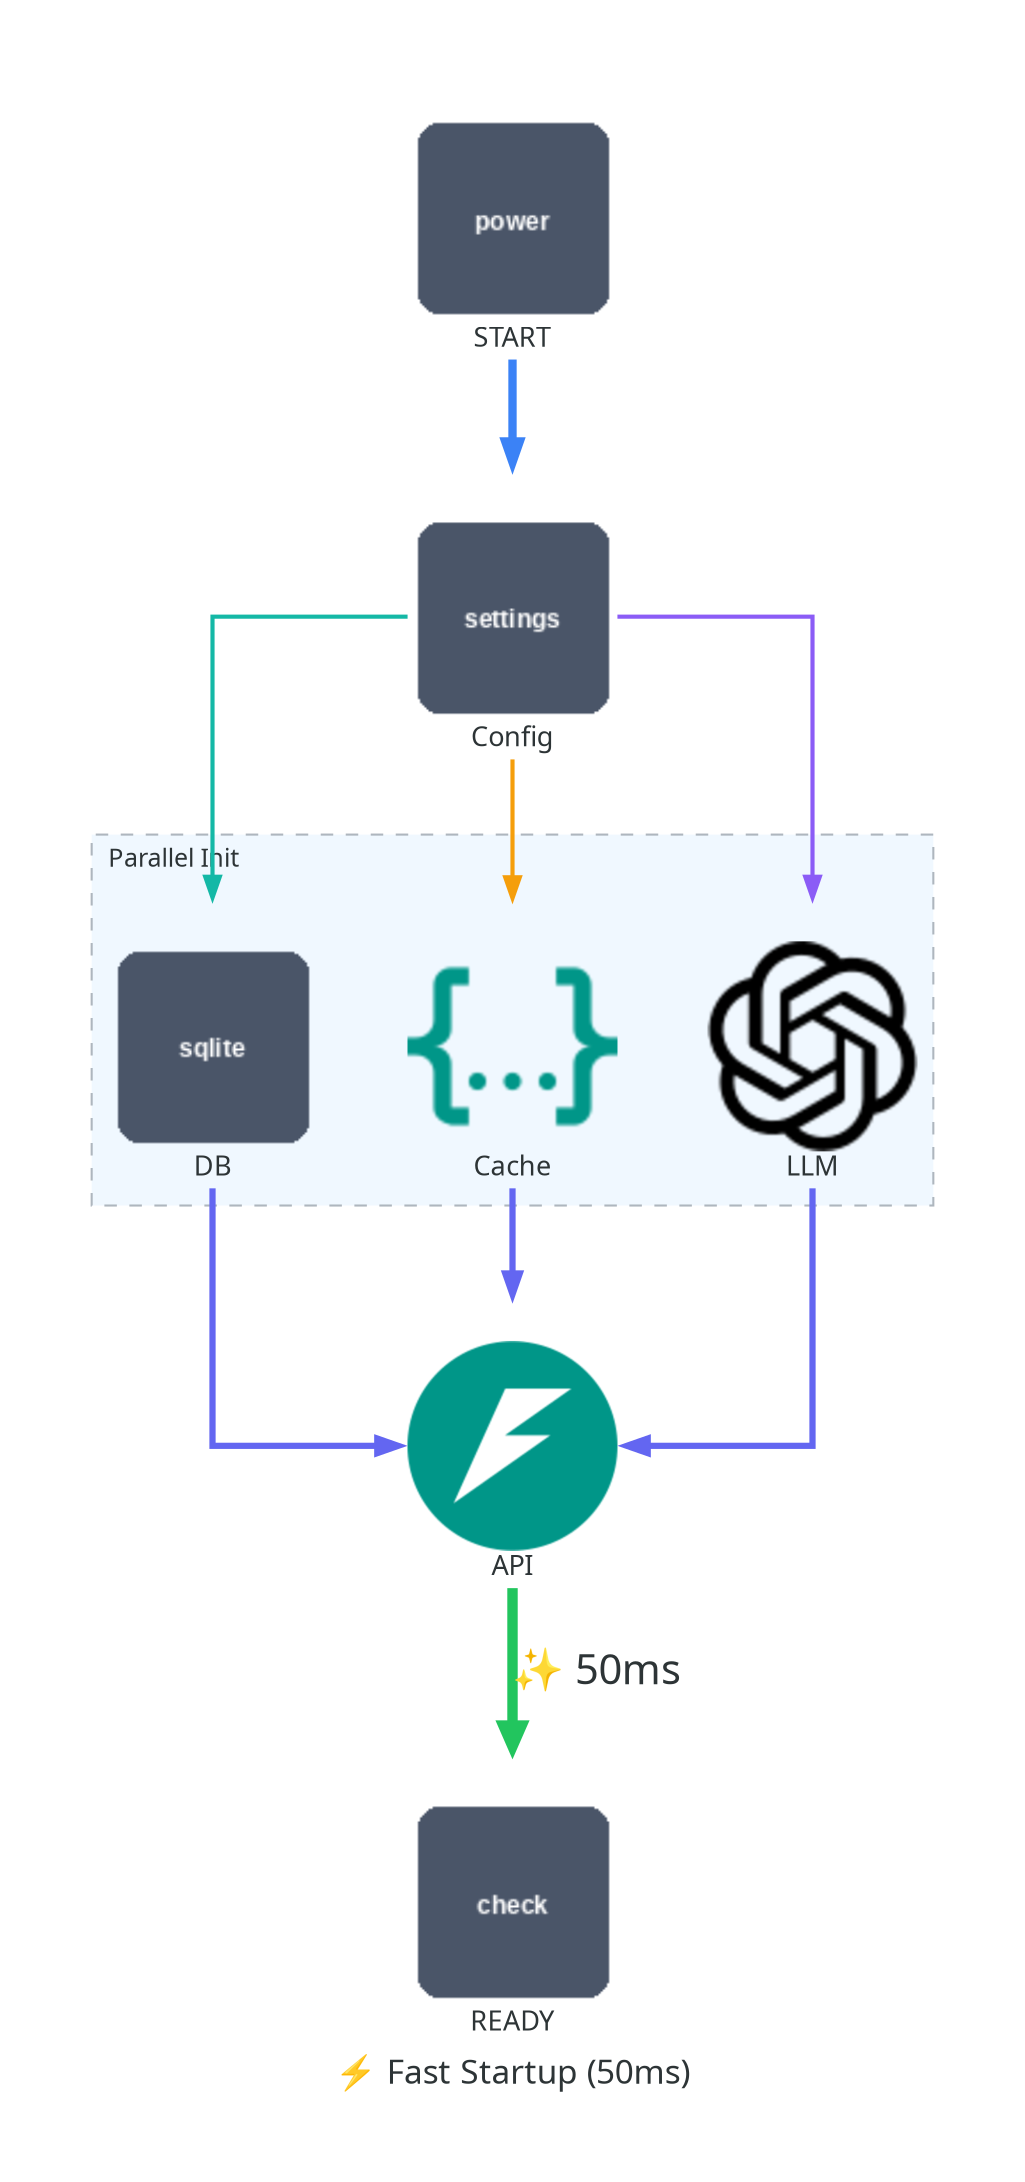 power
START
settings
Config
Parallel Init
sqlite
{...}
DB
Cache
LLM
API
✨ 50ms
check
READY
⚡ Fast Startup (50ms)